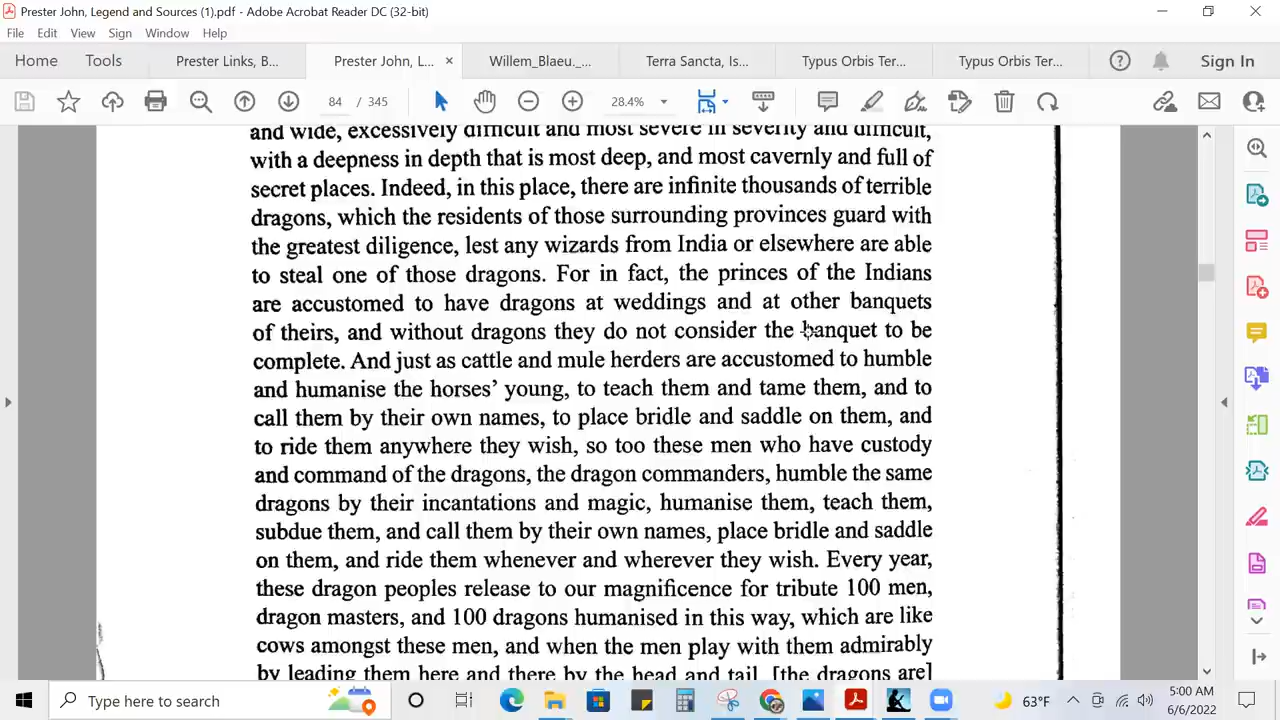 Prester John, Legend and Sources (1).pdf - Adobe Acrobat Reader DC (32-bit)
File Edit View Sign Window Help
Home Tools Prester Links, B... Prester John, L... × Willem_Blaeu._... Terra Sancta, Is... Typus Orbis Ter... Typus Orbis Ter... Sign In
84 / 345 28.4%
and wide, excessively difficult and most severe in severity and difficult,
with a deepness in depth that is most deep, and most cavernly and full of
secret places. Indeed, in this place, there are infinite thousands of terrible
dragons, which the residents of those surrounding provinces guard with
the greatest diligence, lest any wizards from India or elsewhere are able
to steal one of those dragons. For in fact, the princes of the Indians
are accustomed to have dragons at weddings and at other banquets
of theirs, and without dragons they do not consider the banquet to be
complete. And just as cattle and mule herders are accustomed to humble
and humanise the horses' young, to teach them and tame them, and to
call them by their own names, to place bridle and saddle on them, and
to ride them anywhere they wish, so too these men who have custody
and command of the dragons, the dragon commanders, humble the same
dragons by their incantations and magic, humanise them, teach them,
subdue them, and call them by their own names, place bridle and saddle
on them, and ride them whenever and wherever they wish. Every year,
these dragon peoples release to our magnificence for tribute 100 men,
dragon masters, and 100 dragons humanised in this way, which are like
cows amongst these men, and when the men play with them admirably
by leading them here and there by the head and tail, [the dragons are]
Type here to search
63°F
5:00 AM
6/6/2022